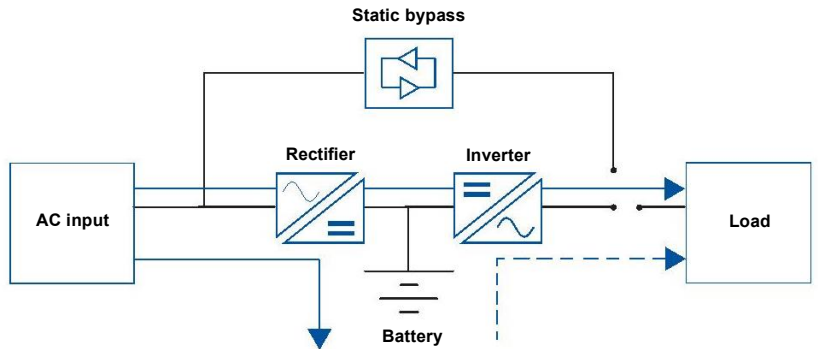 Static bypass
Rectifier
Inverter
AC input
Load
Battery